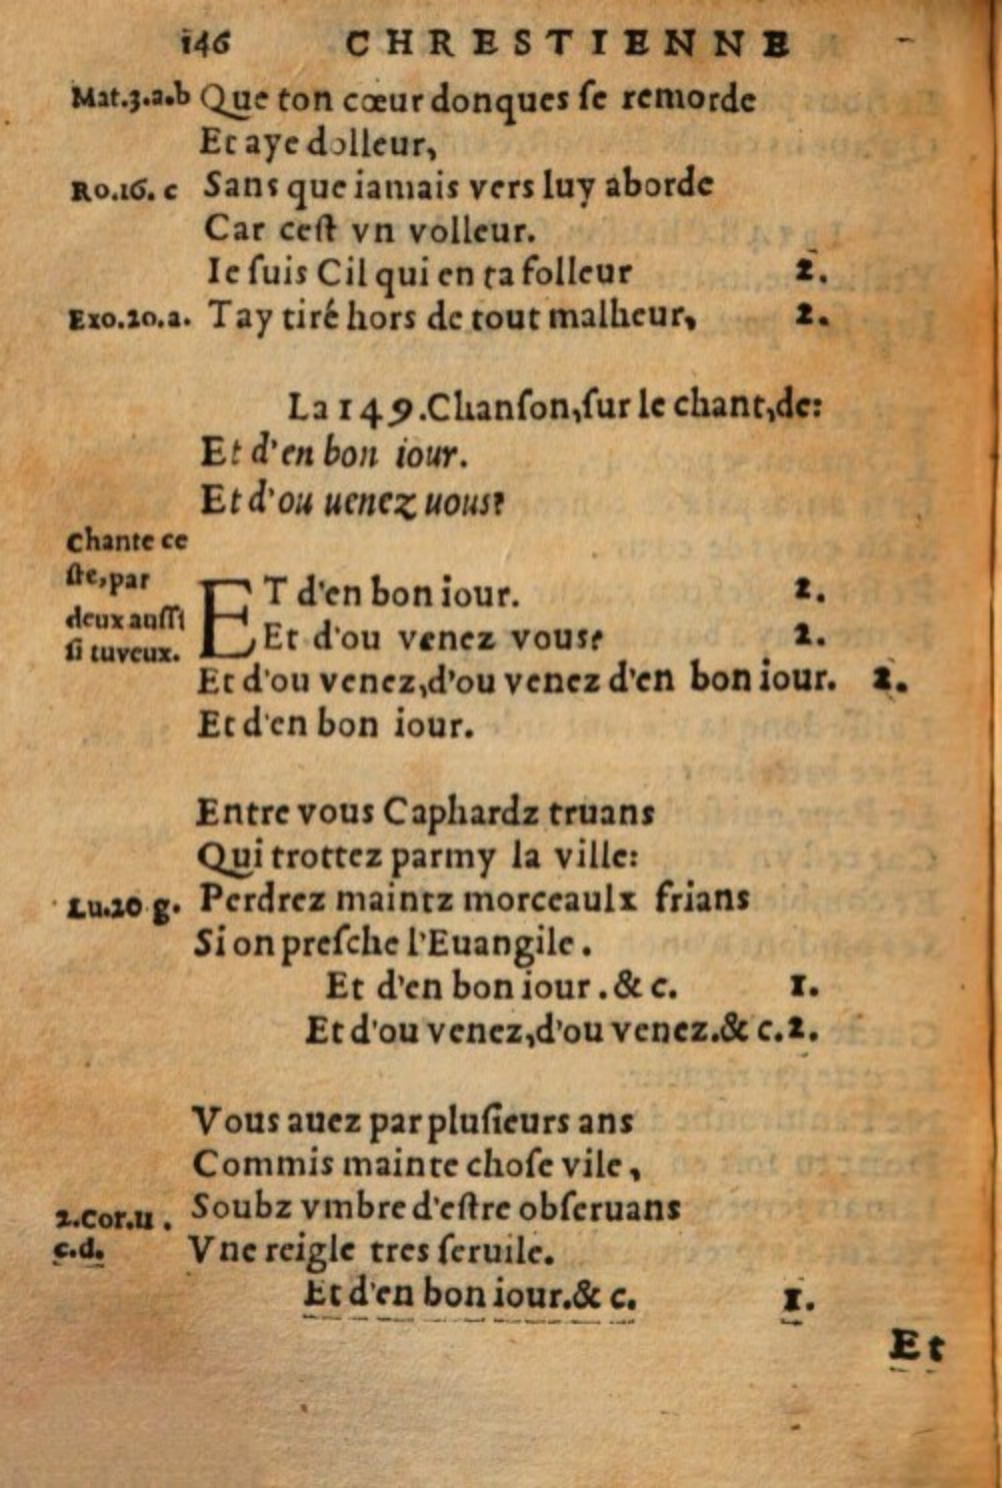 146 CHRESTIENNE
Mat.3.a.b Que ton cœur donques ſe remorde
Et aye dolleur,
Ro.16. c Sans que iamais vers luy aborde
Car ceſt vn volleur.
Ie ſuis Cil qui en ta folleur 2.
Exo.20.a. Tay tiré hors de tout malheur, 2.
La 149.Chanſon,ſur le chant,de:
Et d'en bon iour.
Et d'ou uenez uous?
Chante ce
ſte,par
deux auſſi
ſi tu veux.
ET d'en bon iour. 2.
Et d'ou venez vous? 2.
Et d'ou venez,d'ou venez d'en bon iour. 2.
Et d'en bon iour.
Entre vous Caphardz truans
Qui trottez parmy la ville:
Lu.20 g. Perdrez maintz morceaulx frians
Si on preſche l'Euangile.
Et d'en bon iour.& c. 1.
Et d'ou venez,d'ou venez.& c.2.
Vous auez par pluſieurs ans
Commis mainte choſe vile,
2.Cor.11. Soubz vmbre d'eſtre obſeruans
c.d. Vne reigle tres ſeruile.
Et d'en bon iour.& c. 1.
Et